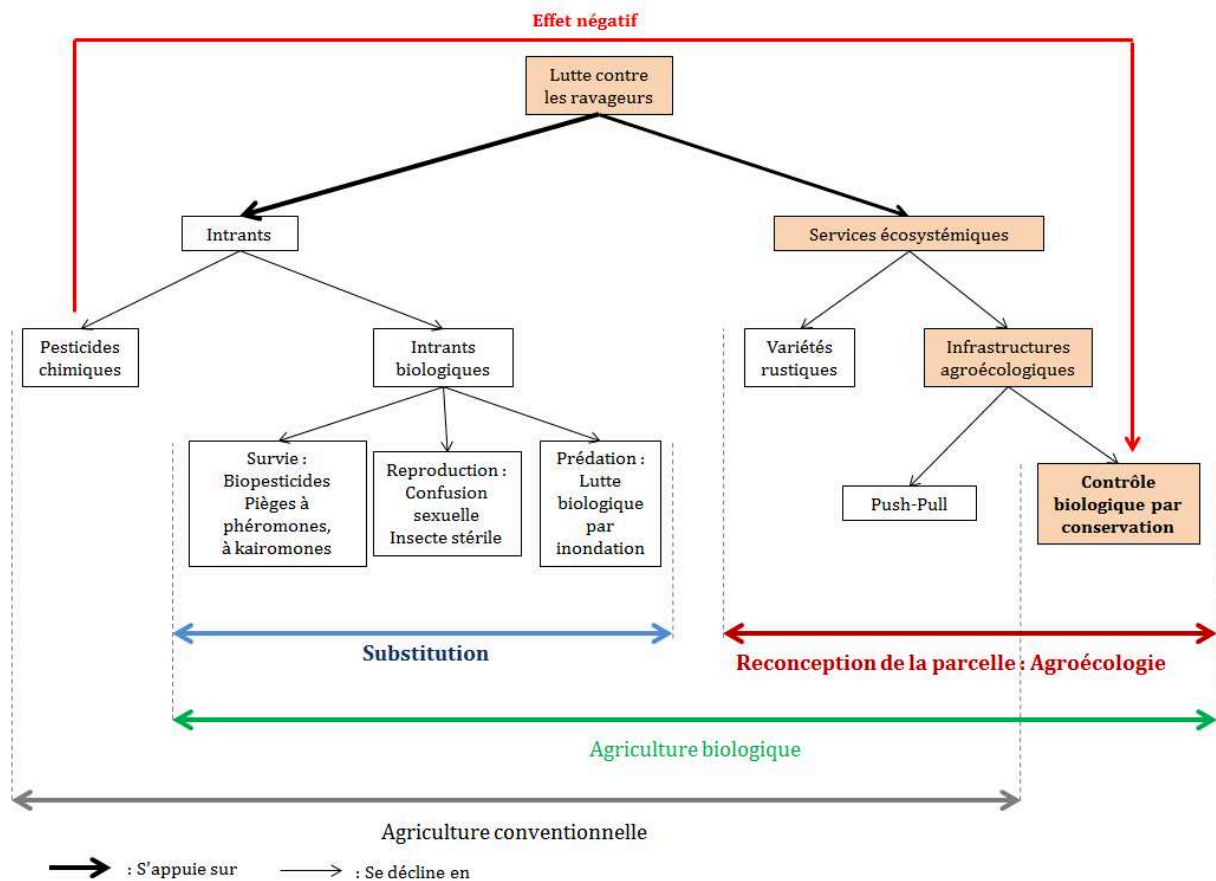 Effet négatif
Lutte contre
les ravageurs
Intrants
Services écosystémiques
Pesticides
chimiques
Intrants
biologiques
Variétés
rustiques
Infrastructures
agroécologiques
Survie :
Biopesticides
Pièges à
phéromones,
à kairomones
Reproduction :
Confusion
sexuelle
Insecte stérile
Prédation :
Lutte
biologique
par
inondation
Push-Pull
Contrôle
biologique par
conservation
Substitution
Reconception de la parcelle : Agroécologie
Agriculture biologique
Agriculture conventionnelle
: S'appuie sur
: Se décline en